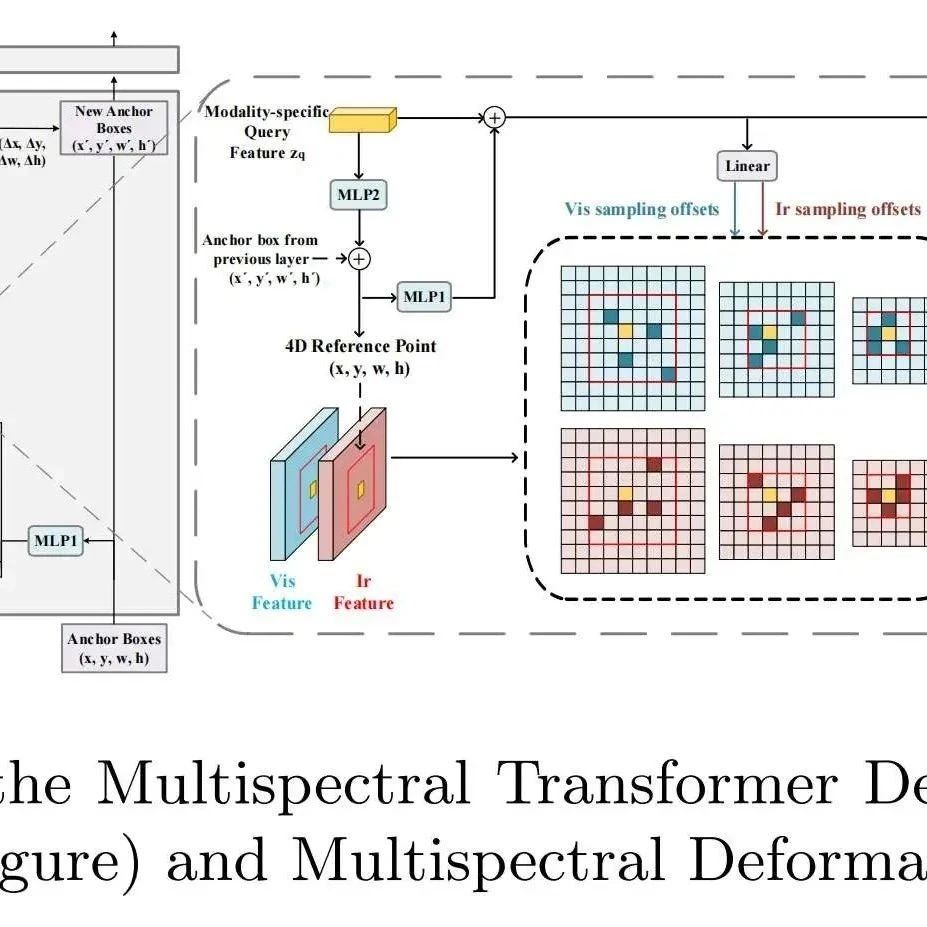 New Anchor
Boxes
(x´, y´, w´, h´)
(Δx, Δy,
Δw, Δh)
MLP1
Anchor Boxes
(x, y, w, h)
Modality-specific
Query
Feature zq
MLP2
Anchor box from
previous layer
(x´, y´, w´, h´)
MLP1
4D Reference Point
(x, y, w, h)
Vis
Feature
Ir
Feature
Linear
Vis sampling offsets
Ir sampling offsets
the Multispectral Transformer De
gure) and Multispectral Deforma